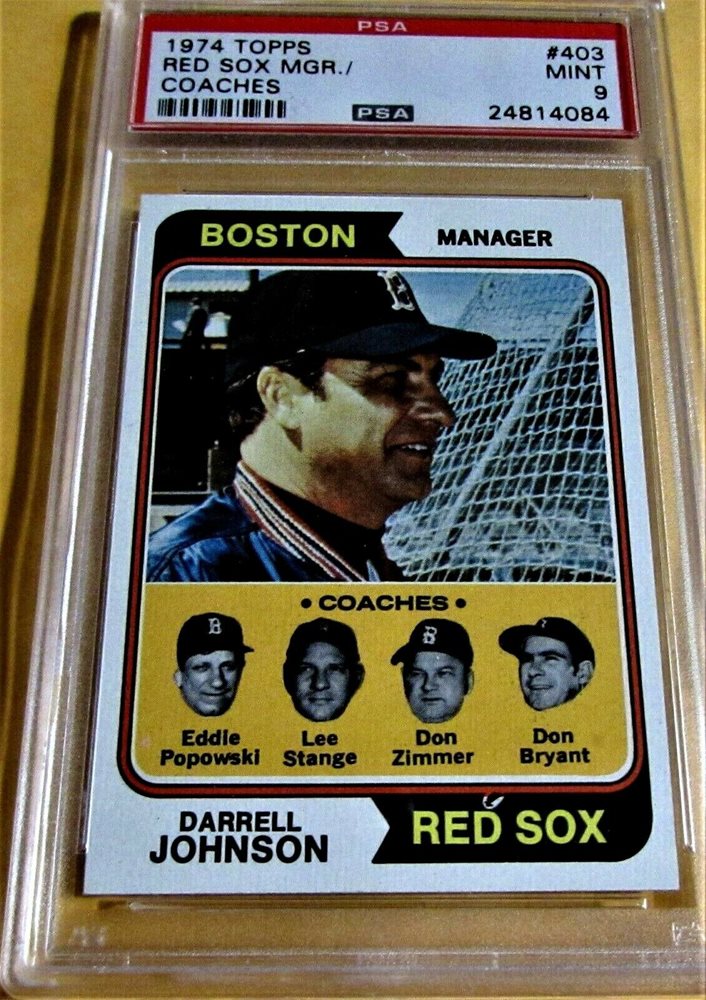 PSA
1974 TOPPS #403
RED SOX MGR./ MINT
COACHES 9
PSA 24814084
BOSTON MANAGER
B
• COACHES •
B
B
Eddie Popowski
Lee Stange
Don Zimmer
Don Bryant
DARRELL JOHNSON
RED SOX